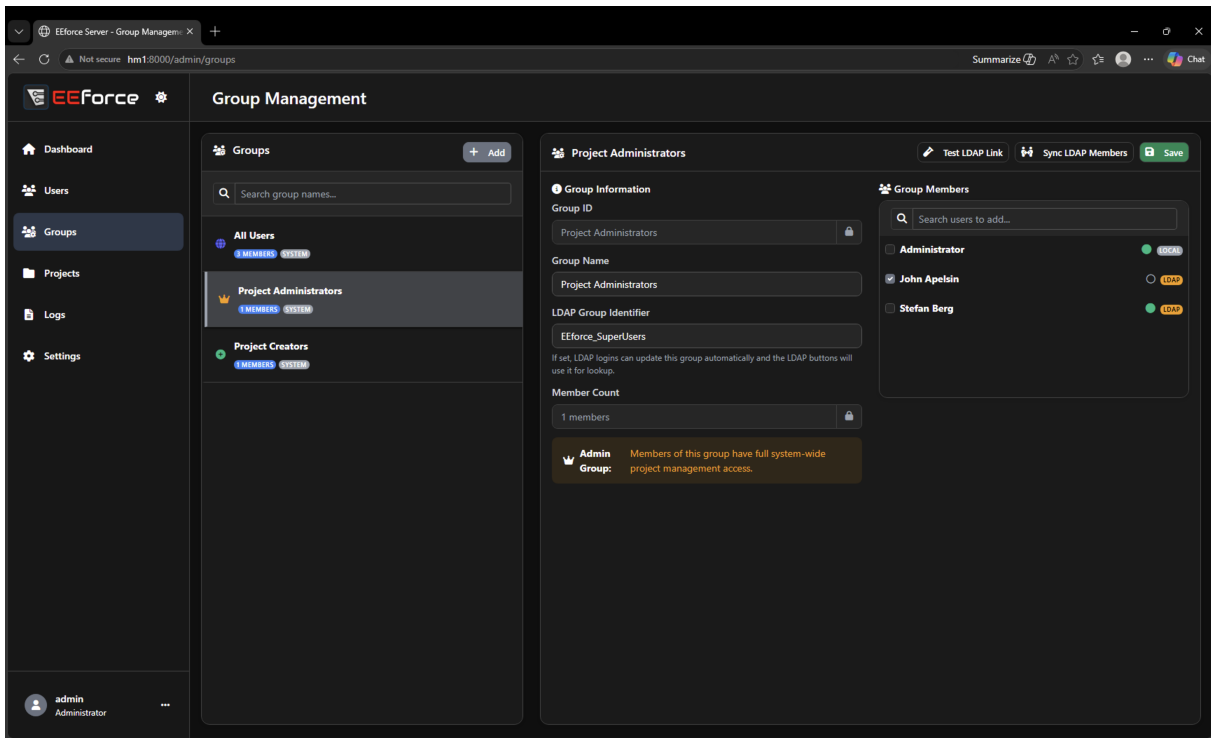 EEforce Server - Group Manageme
Not secure hm1:8000/admin/groups
Summarize
Chat
EEForce
Group Management
Dashboard
Users
Groups
Projects
Logs
Settings
admin
Administrator
Groups
Add
Search group names...
All Users
3 MEMBERS SYSTEM
Project Administrators
1 MEMBERS SYSTEM
Project Creators
1 MEMBERS SYSTEM
Project Administrators
Test LDAP Link
Sync LDAP Members
Save
Group Information
Group ID
Project Administrators
Group Name
Project Administrators
LDAP Group Identifier
EEforce_SuperUsers
If set, LDAP logins can update this group automatically and the LDAP buttons will
use it for lookup.
Member Count
1 members
Admin Group:
Members of this group have full system-wide
project management access.
Group Members
Search users to add...
Administrator LOCAL
John Apelsin LDAP
Stefan Berg LDAP